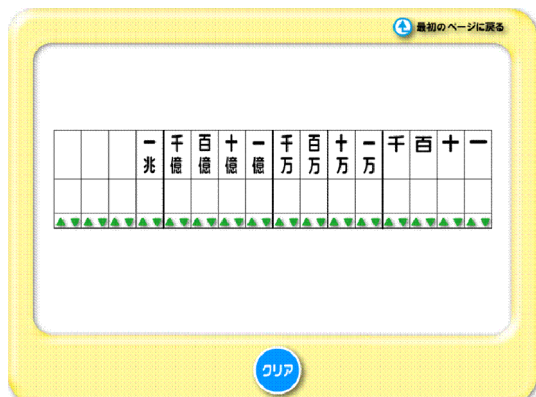 最初のページに戻る
一兆 千億 百億 十億 一億 千万 百万 十万 一万 千 百 十 一
クリア